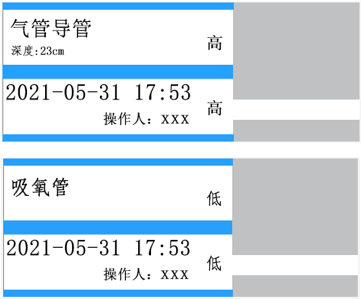 气管导管
高
深度:23cm
2021-05-31 17:53
高
操作人: xxx
吸氧管
低
2021-05-31 17:53
低
操作人: xxx